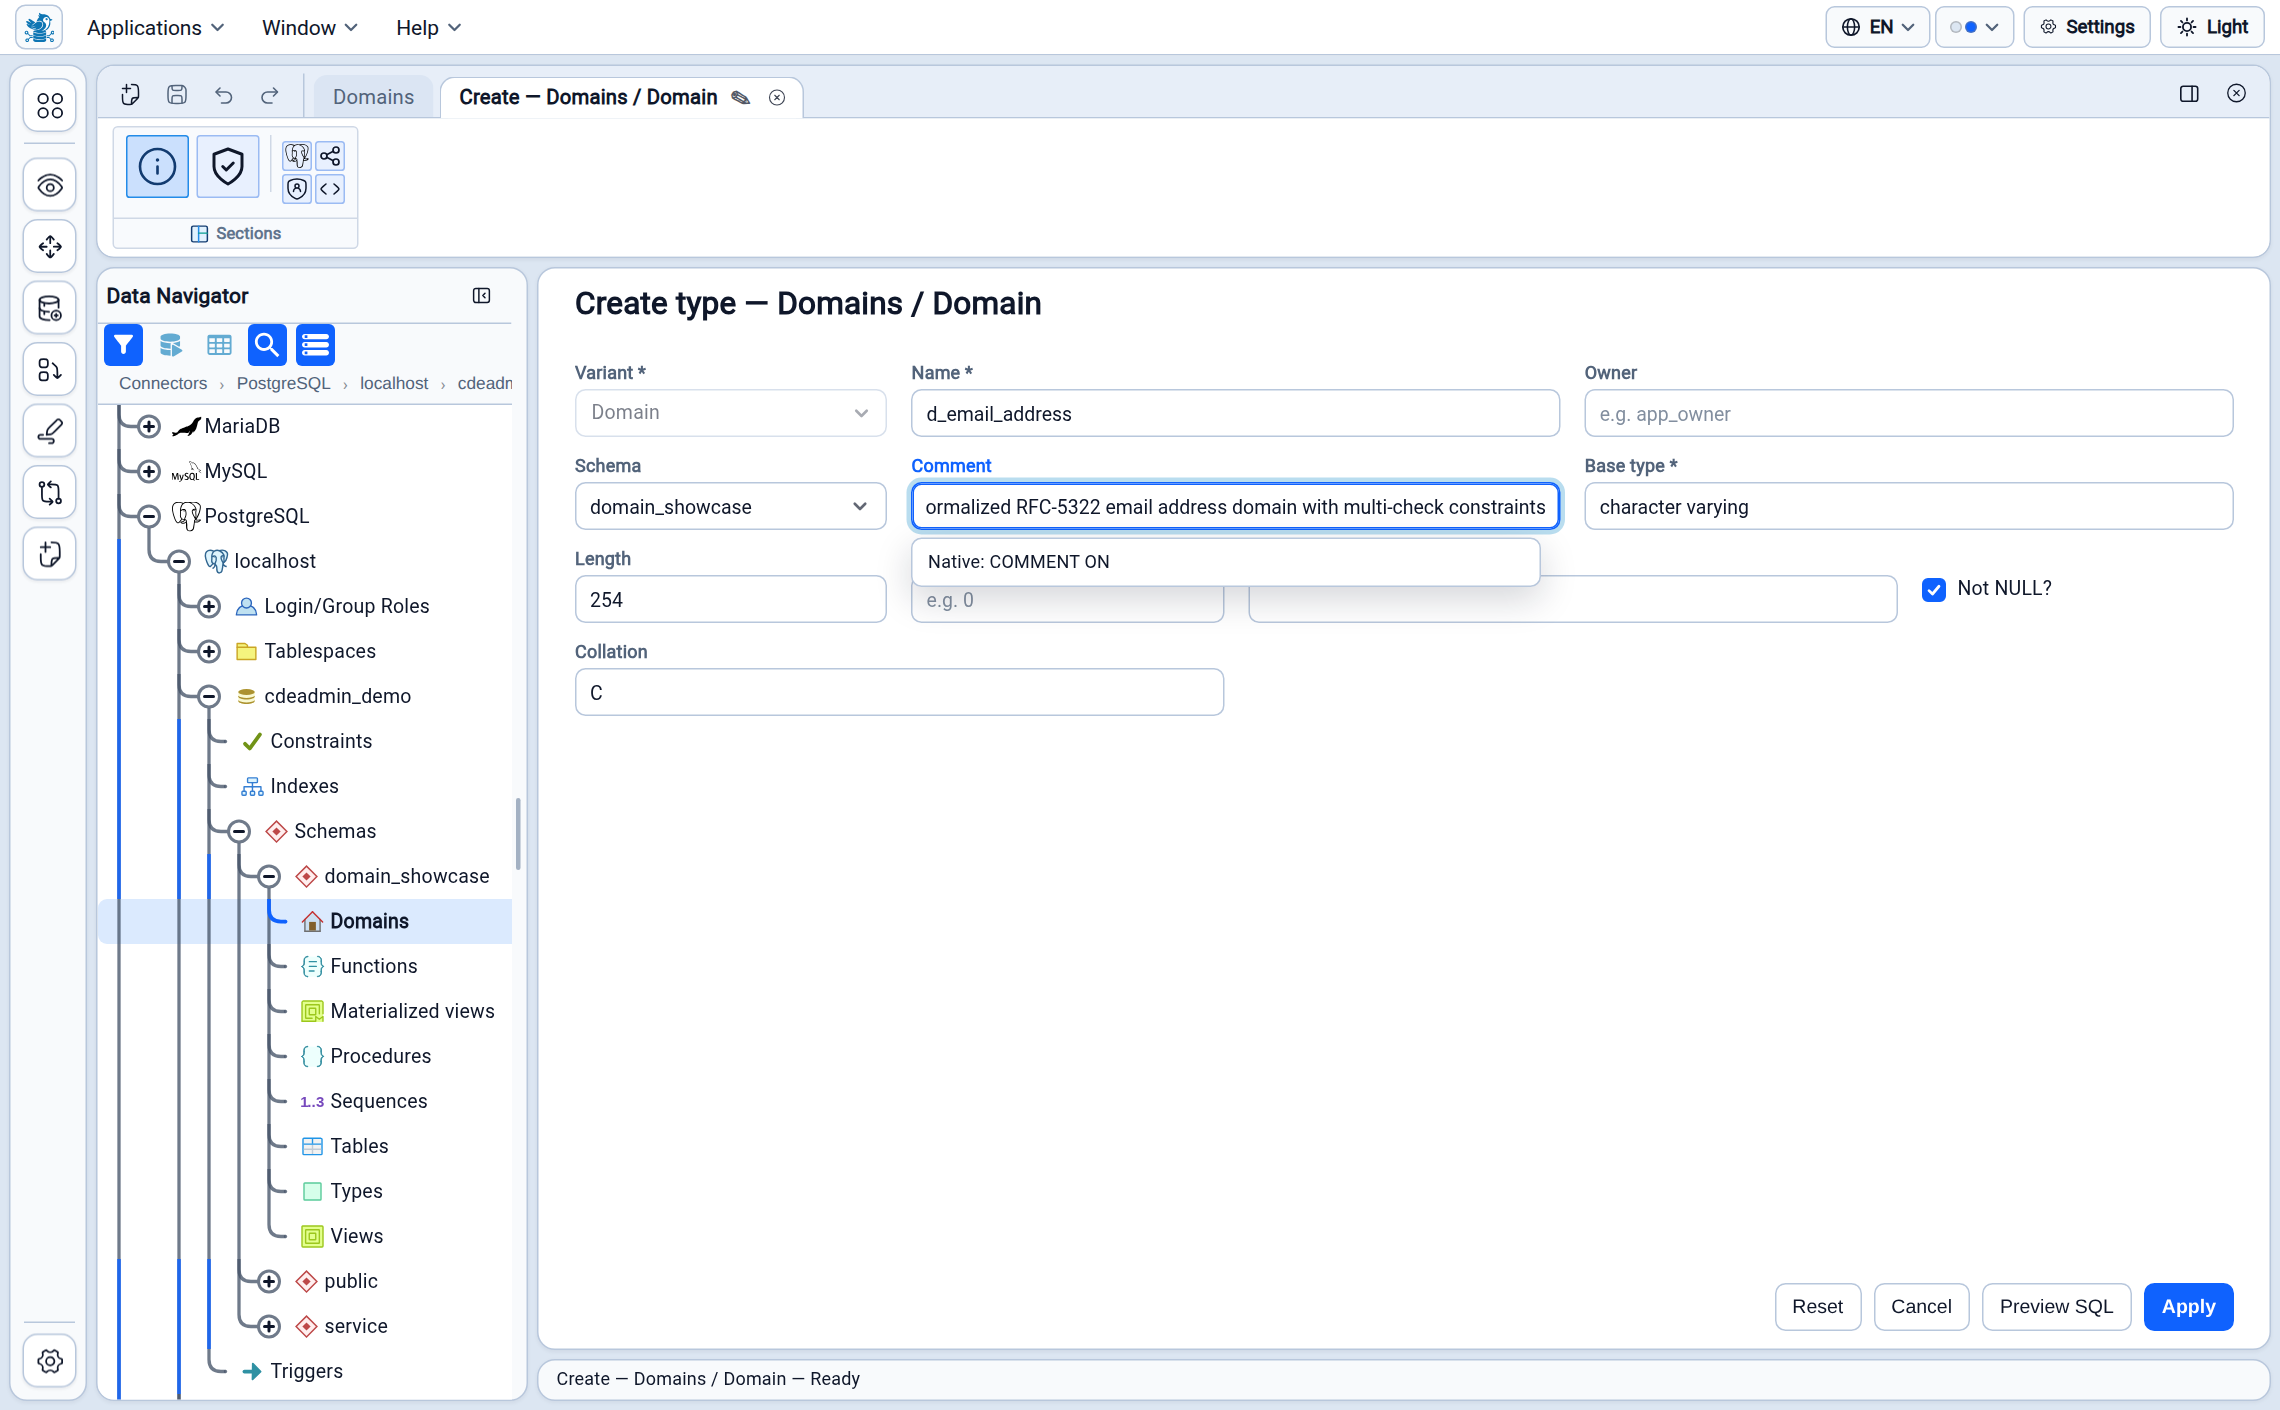 Applications
Window
Help
EN
Settings
Light
Domains
Create — Domains / Domain
Sections
Data Navigator
Connectors › PostgreSQL › localhost ›
MariaDB
MySQL
PostgreSQL
localhost
Login/Group Roles
Tablespaces
cdeadmin_demo
Constraints
Indexes
Schemas
domain_showcase
Domains
Functions
Materialized views
Procedures
1..3 Sequences
Tables
Types
Views
public
service
Triggers
Create type — Domains / Domain
Variant *
Name *
Owner
Domain
d_email_address
e.g. app_owner
Schema
Comment
Base type *
domain_showcase
ormalized RFC-5322 email address domain with multi-check constraints
character varying
Length
Native: COMMENT ON
254
e.g. 0
Not NULL?
Collation
C
Reset
Cancel
Preview SQL
Apply
Create — Domains / Domain — Ready